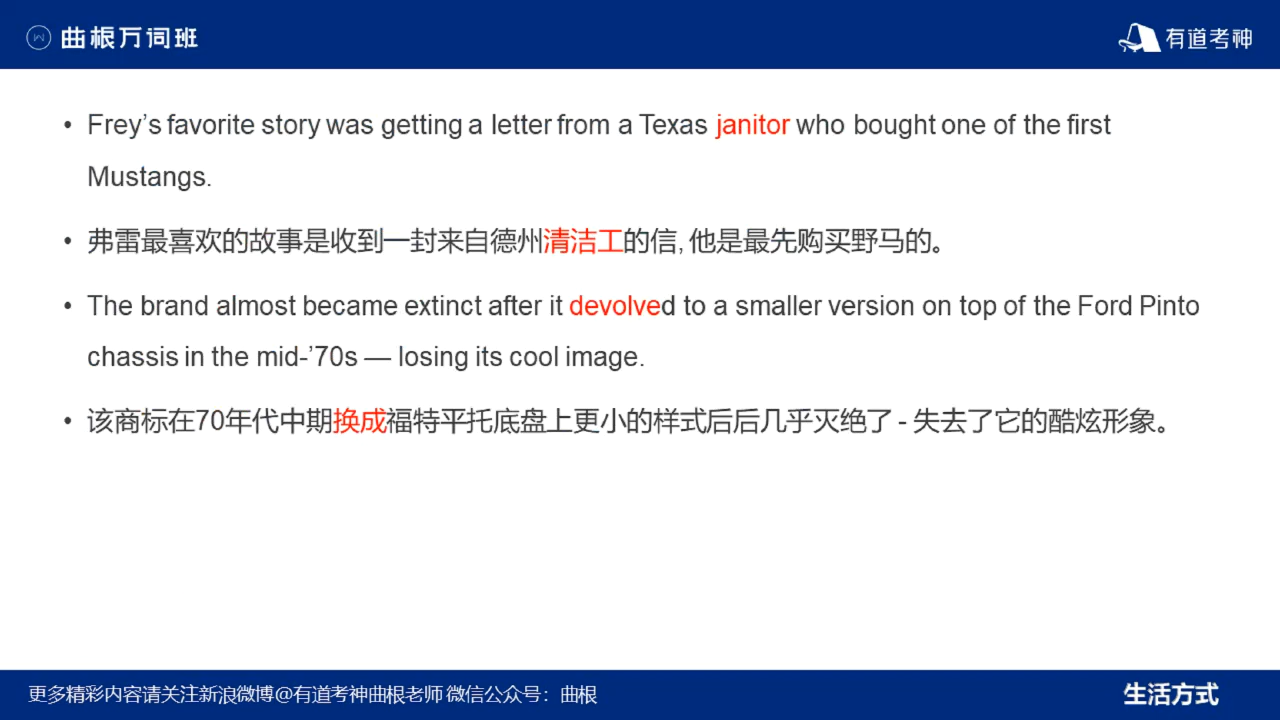 曲根万词班
有道考神
• Frey’s favorite story was getting a letter from a Texas janitor who bought one of the first
Mustangs.
• 弗雷最喜欢的故事是收到一封来自德州清洁工的信, 他是最先购买野马的。
• The brand almost became extinct after it devolved to a smaller version on top of the Ford Pinto
chassis in the mid-’70s — losing its cool image.
• 该商标在70年代中期换成福特平托底盘上更小的样式后后几乎灭绝了 - 失去了它的酷炫形象。
更多精彩内容请关注新浪微博@有道考神曲根老师 微信公众号：曲根
生活方式